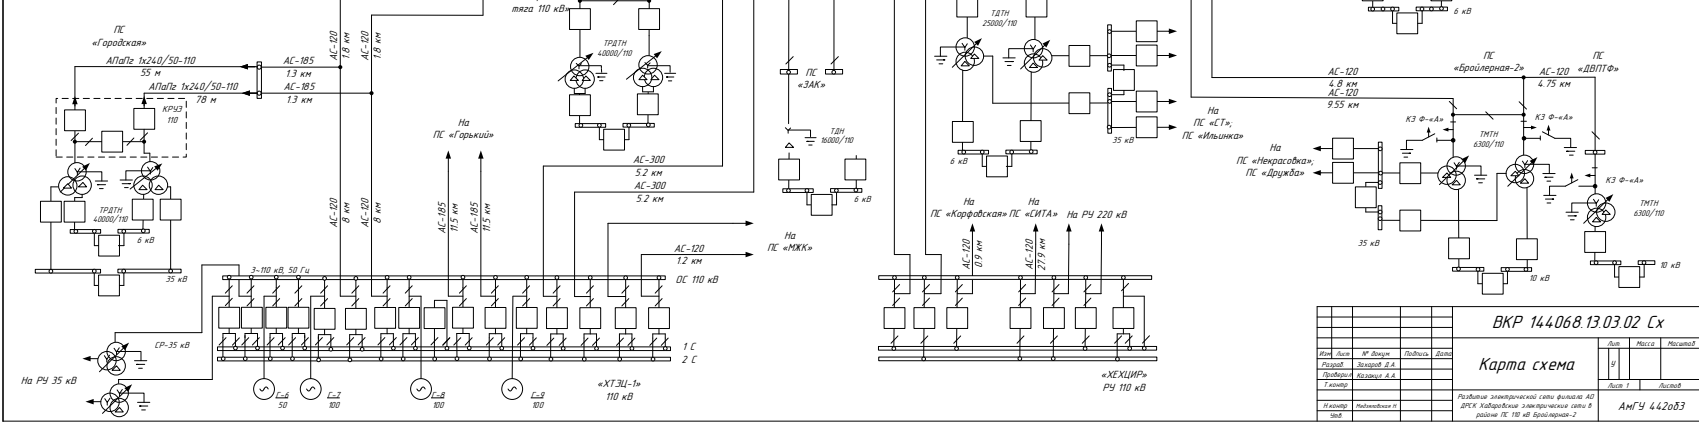 тяга 110 кВ»
ТРДТН
40000/110
ПС
«Городская»
АПаПг 1x240/50-110
55 м
АПаПг 1x240/50-110
78 м
АС-185
1.3 км
АС-185
1.3 км
АС-120
1.8 км
АС-120
1.8 км
КРУЭ
110
ТРДТН
40000/110
6 кВ
35 кВ
АС-120
8 км
АС-120
8 км
На
ПС «Горький»
АС-185
11.5 км
АС-185
11.5 км
АС-300
5.2 км
АС-300
5.2 км
ПС
«ЗАК»
ТДН
16000/110
6 кВ
На
ПС «МЖК»
АС-120
1.2 км
3~110 кВ, 50 Гц
ОС 110 кВ
1 С
2 С
СР-35 кВ
На РУ 35 кВ
Г-6
50
Г-7
100
Г-8
100
Г-9
100
«ХТЭЦ-1»
110 кВ
ТДТН
25000/110
6 кВ
35 кВ
На
ПС «СТ»;
ПС «Ильинка»
На
ПС «Корфовская»
На
ПС «СИТА»
На РУ 220 кВ
АС-120
0.9 км
АС-120
27.9 км
«ХЕХЦИР»
РУ 110 кВ
6 кВ
ПС
«Бройлерная-2»
ПС
«ДВПТФ»
АС-120
4.8 км
АС-120
9.55 км
АС-120
4.75 км
КЗ Ф-«А»
КЗ Ф-«А»
КЗ Ф-«А»
ТМТН
6300/110
На
ПС «Некрасовка»;
ПС «Дружба»
35 кВ
10 кВ
ТМТН
6300/110
10 кВ
ВКР 144068.13.03.02 Сх
Карта схема
Лит
Масса
Масштаб
У
Лист 1
Листов
Изм
Лист
№ докум.
Подпись
Дата
Разраб.
Захаров Д.А.
Проверил
Казакул А.А.
Т.контр
Н.контр
Утв.
Развитие электрической сети филиала АО
ДРСК Хабаровские электрические сети в
районе ПС 110 кВ Бройлерная-2
АмГУ 442об3